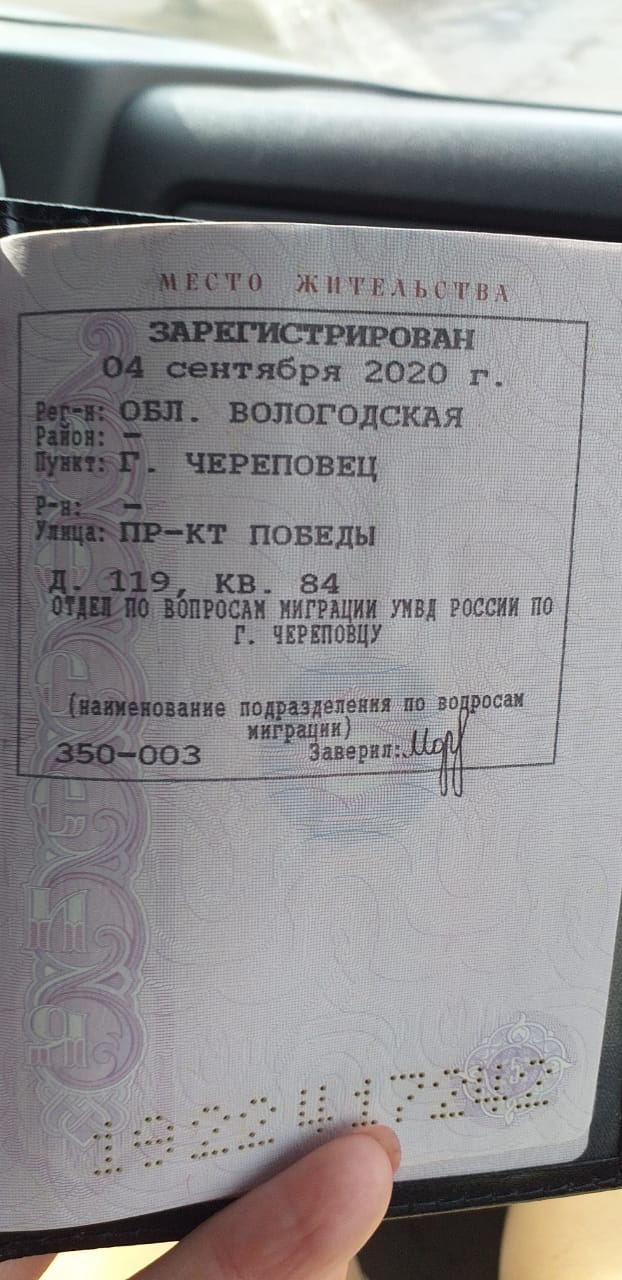 МЕСТО ЖИТЕЛЬСТВА
ЗАРЕГИСТРИРОВАН
04 сентября 2020 г.
Рег-н: ОБЛ. ВОЛОГОДСКАЯ
Район: –
Пункт: Г. ЧЕРЕПОВЕЦ
Р-н: –
Улица: ПР-КТ ПОБЕДЫ
Д. 119, КВ. 84
ОТДЕЛ ПО ВОПРОСАМ МИГРАЦИИ УМВД РОССИИ ПО
Г. ЧЕРЕПОВЦУ
(наименование подразделения по вопросам
миграции)
350-003 Заверил:
5